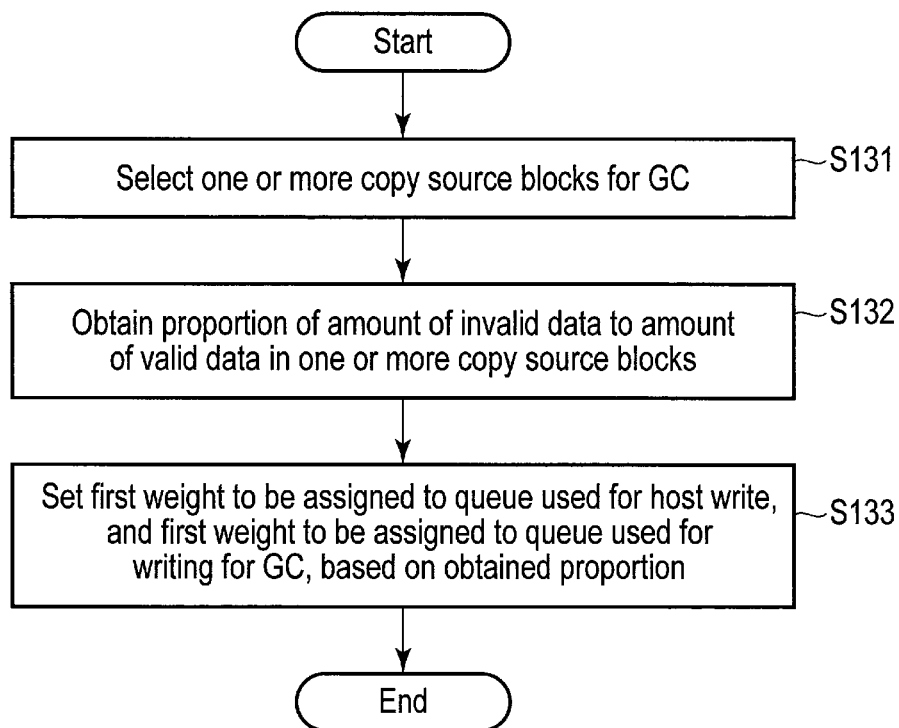 Start
Select one or more copy source blocks for GC
S131
Obtain proportion of amount of invalid data to amount
of valid data in one or more copy source blocks
S132
Set first weight to be assigned to queue used for host write,
and first weight to be assigned to queue used for
writing for GC, based on obtained proportion
S133
End